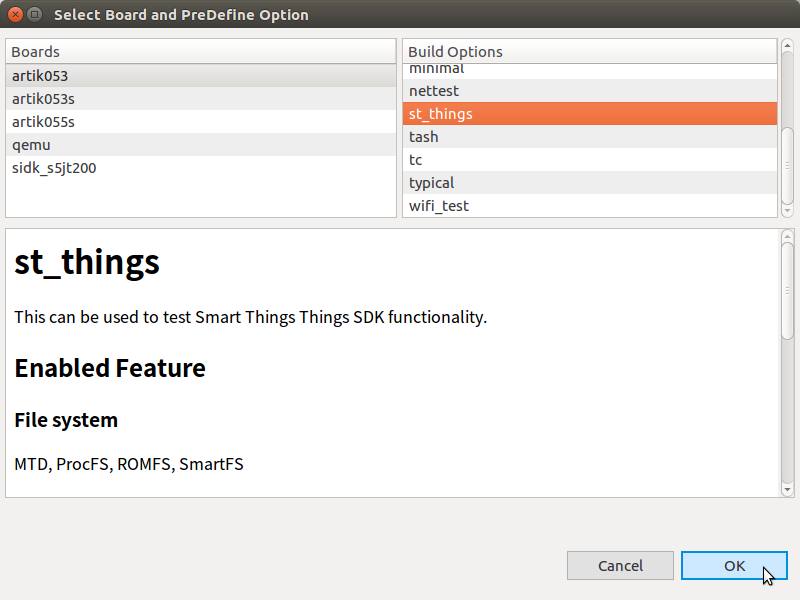 Select Board and PreDefine Option
Boards
artik053
artik053s
artik055s
qemu
sidk_s5jt200
Build Options
minimal
nettest
st_things
tash
tc
typical
wifi_test
st_things
This can be used to test Smart Things Things SDK functionality.
Enabled Feature
File system
MTD, ProcFS, ROMFS, SmartFS
Cancel
OK